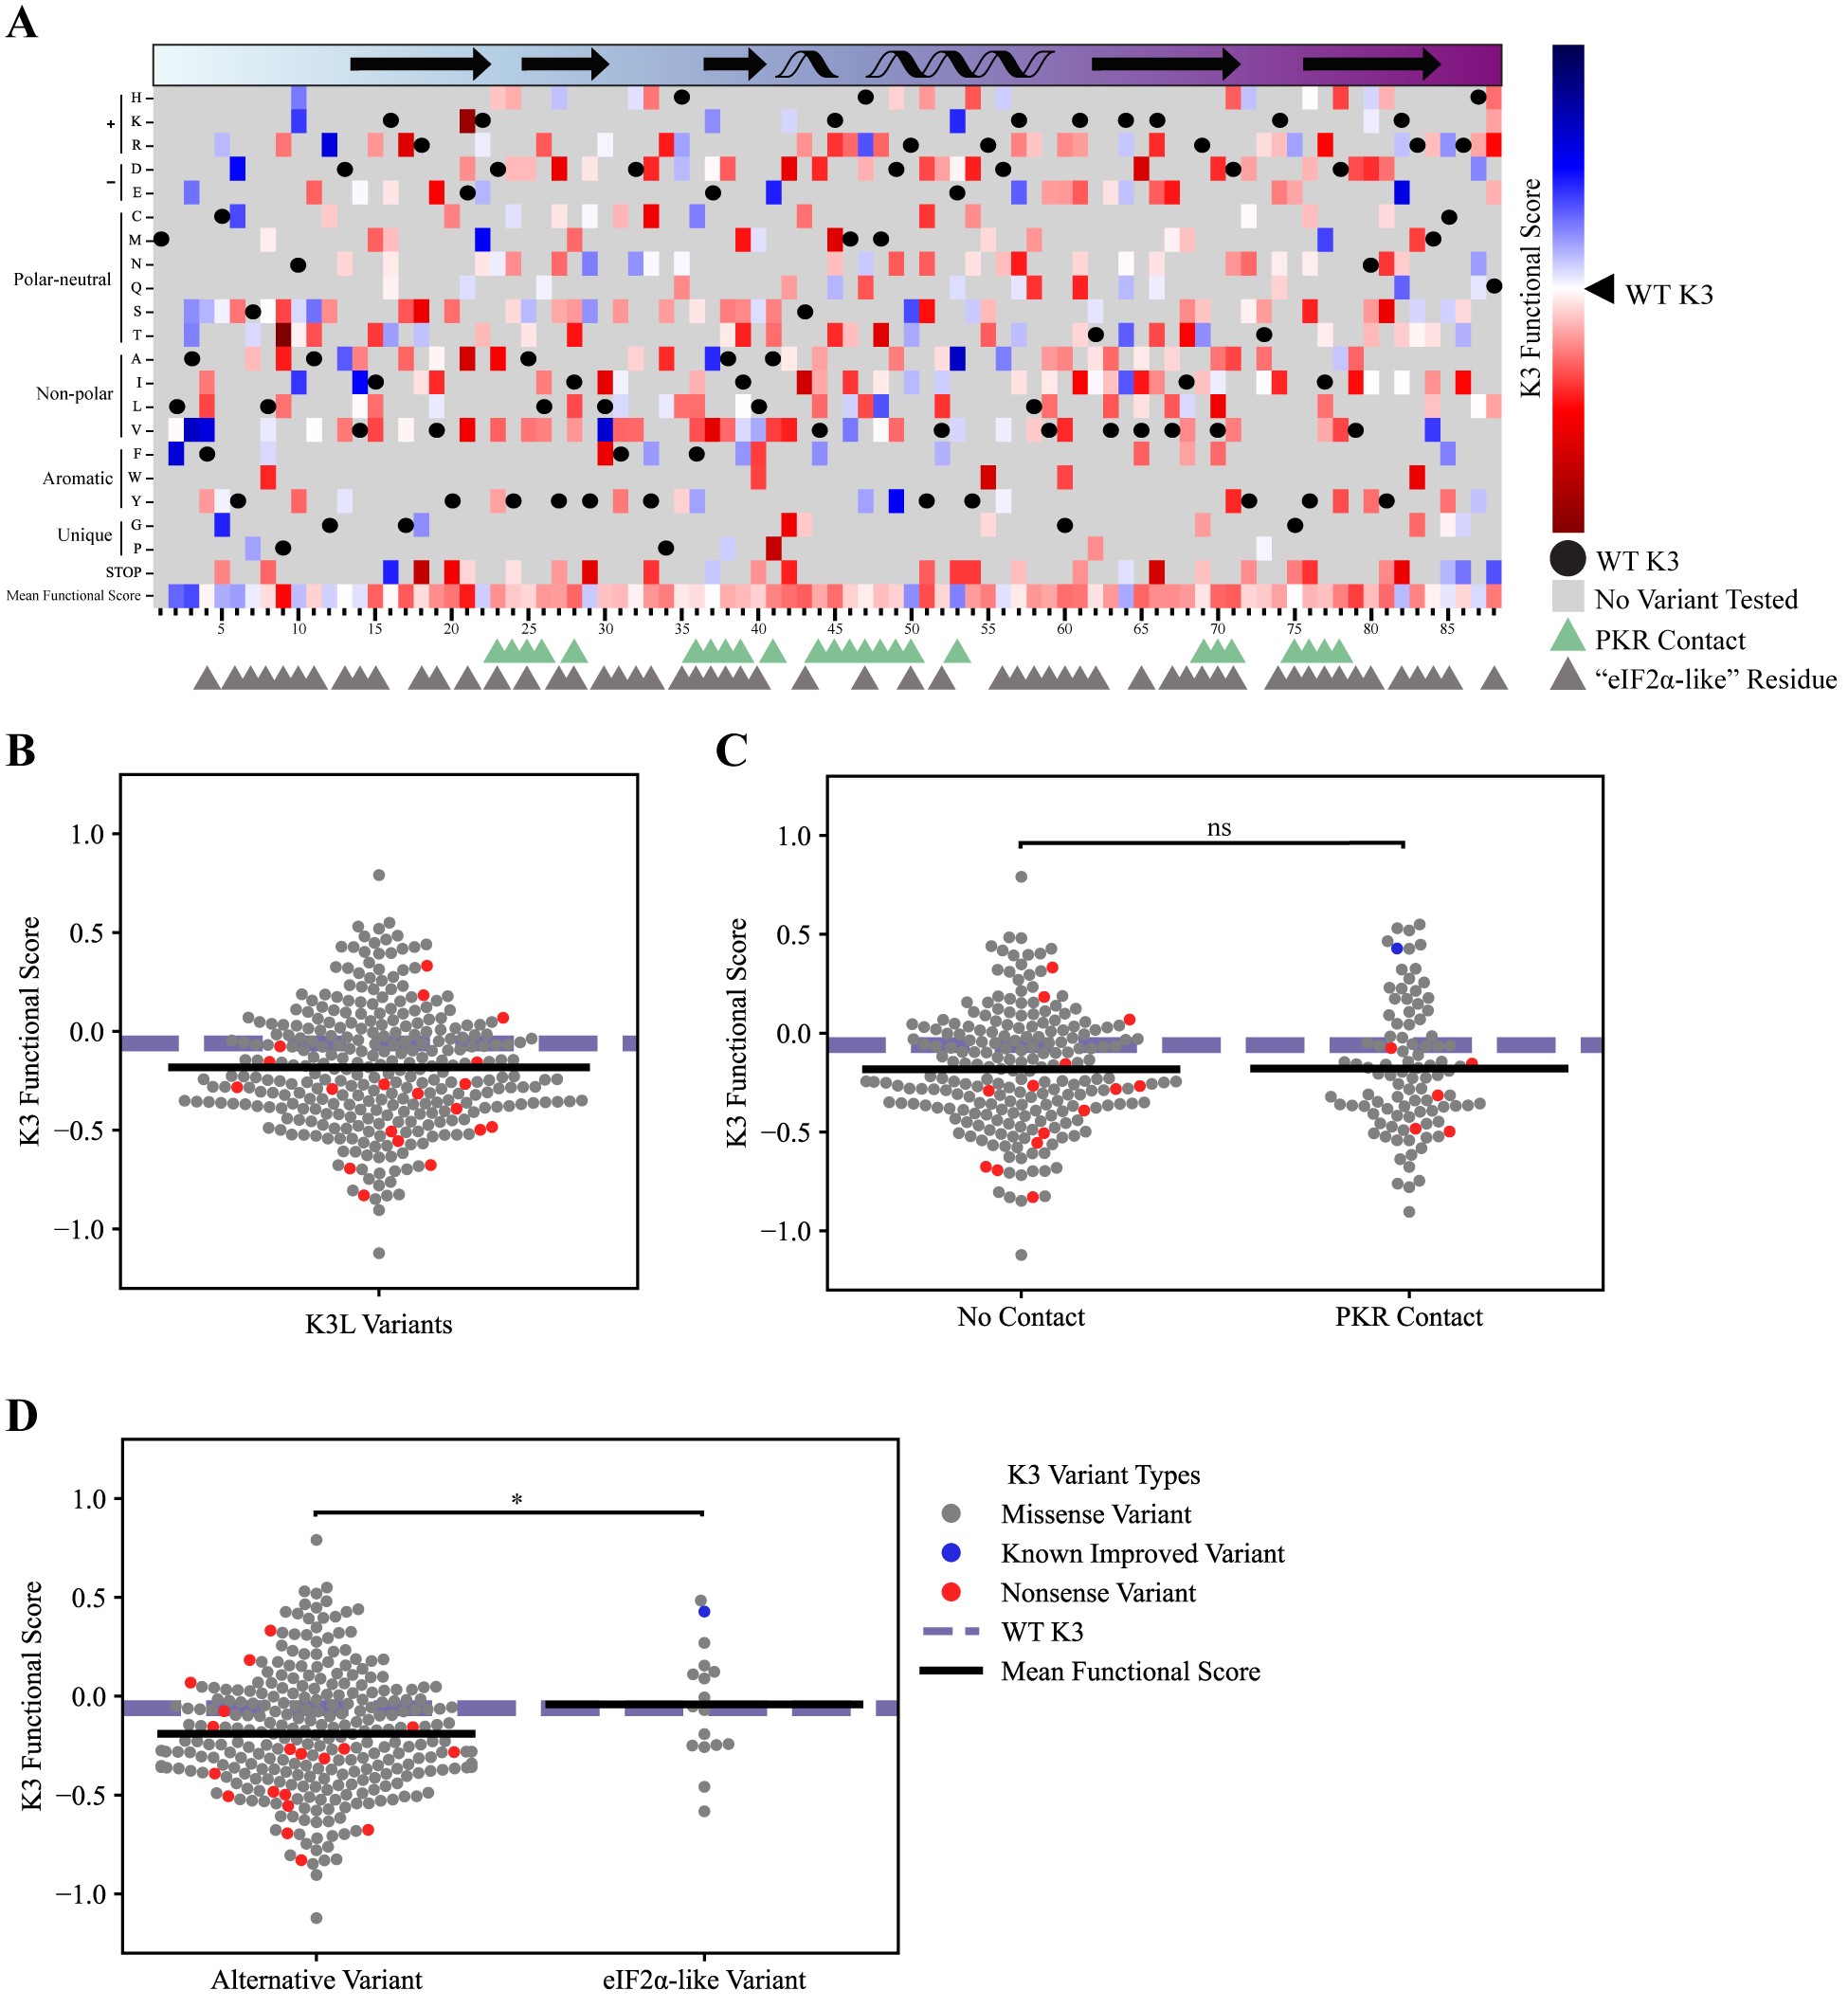 A
H
K
R
D
E
C
M
N
Q
S
T
A
I
L
V
F
W
Y
G
P
STOP
Mean Functional Score
+
−
Polar-neutral
Non-polar
Aromatic
Unique
5 10 15 20 25 30 35 40 45 50 55 60 65 70 75 80 85
K3 Functional Score
WT K3
WT K3
No Variant Tested
PKR Contact
“eIF2α-like” Residue
B
K3 Functional Score
1.0
0.5
0.0
−0.5
−1.0
K3L Variants
C
K3 Functional Score
1.0
0.5
0.0
−0.5
−1.0
ns
No Contact
PKR Contact
D
K3 Functional Score
1.0
0.5
0.0
−0.5
−1.0
*
Alternative Variant
eIF2α-like Variant
K3 Variant Types
Missense Variant
Known Improved Variant
Nonsense Variant
WT K3
Mean Functional Score